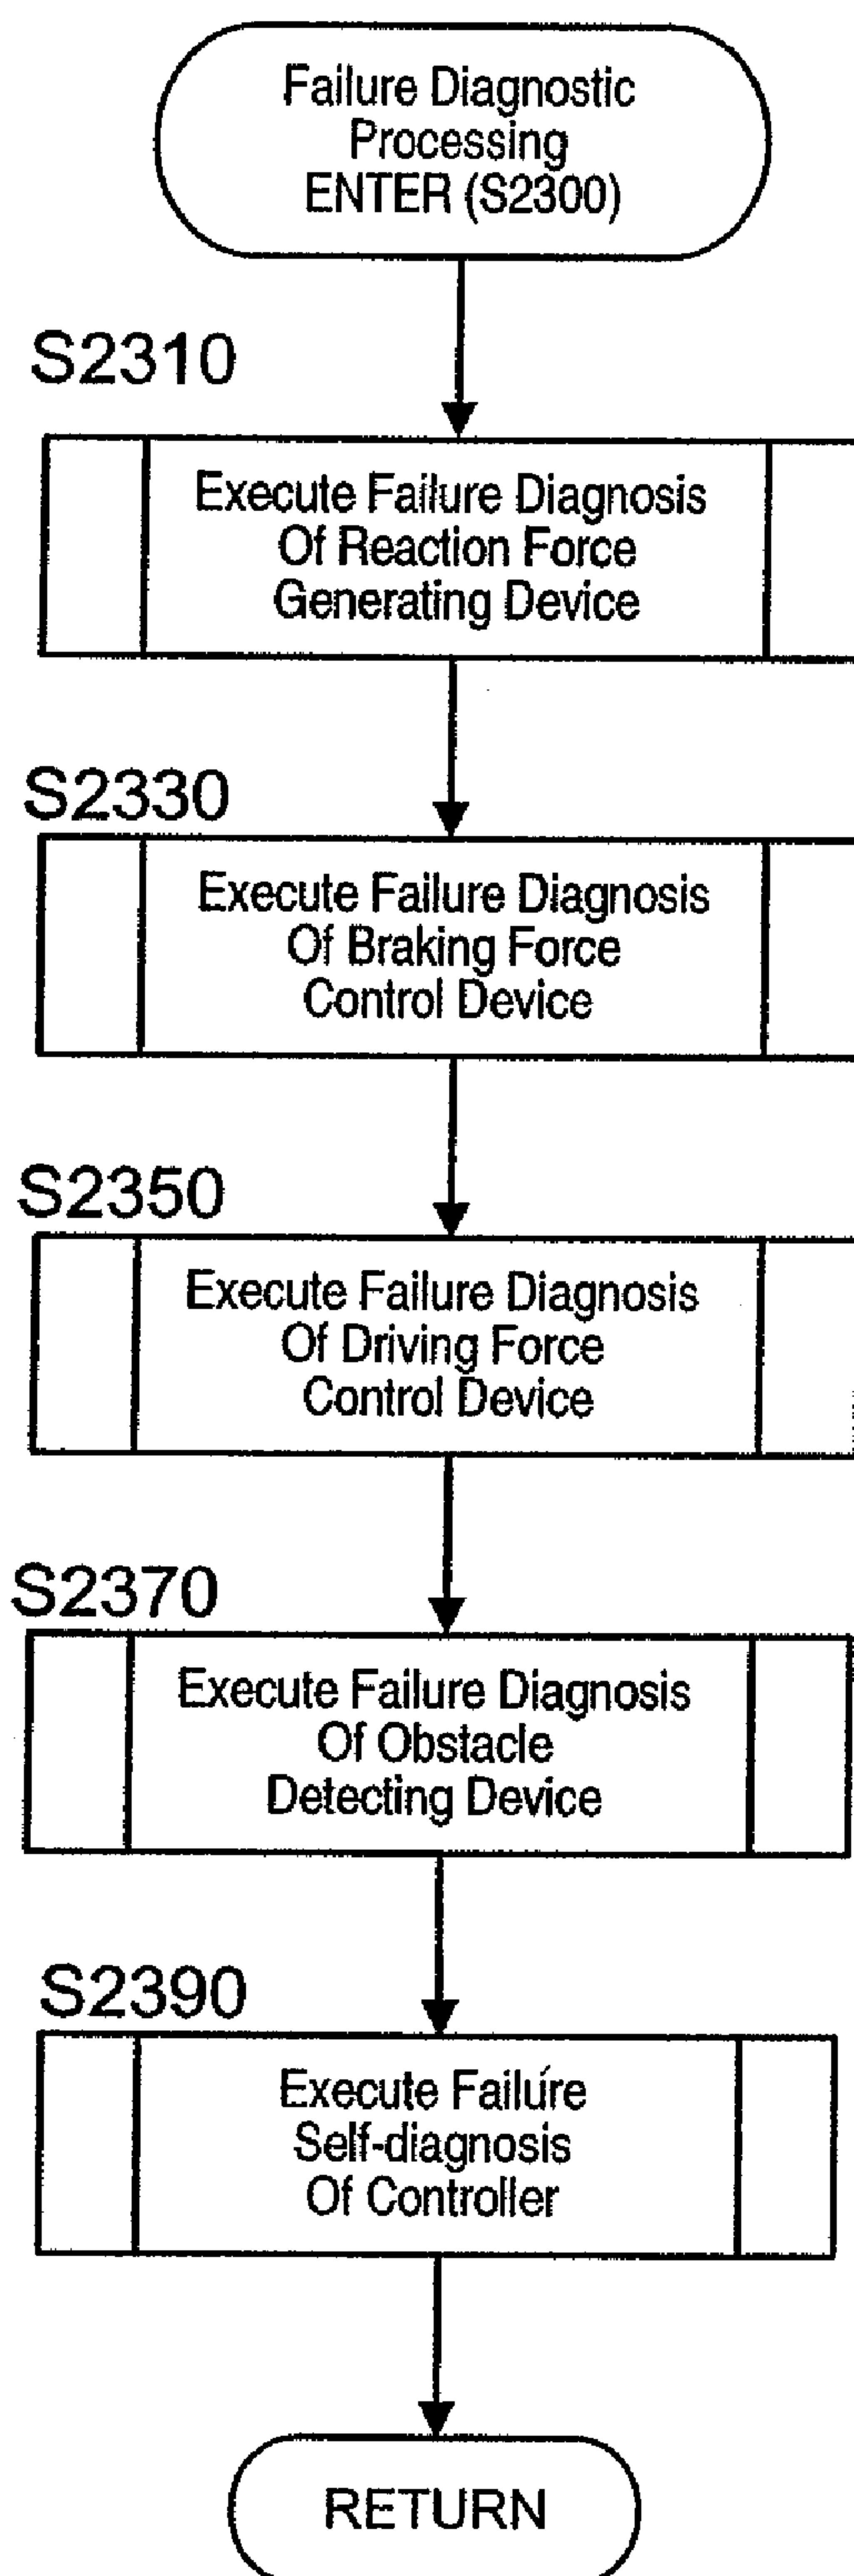 Failure Diagnostic
Processing
ENTER (S2300)
S2310
Execute Failure Diagnosis
Of Reaction Force
Generating Device
S2330
Execute Failure Diagnosis
Of Braking Force
Control Device
S2350
Execute Failure Diagnosis
Of Driving Force
Control Device
S2370
Execute Failure Diagnosis
Of Obstacle
Detecting Device
S2390
Execute Failure
Self-diagnosis
Of Controller
RETURN